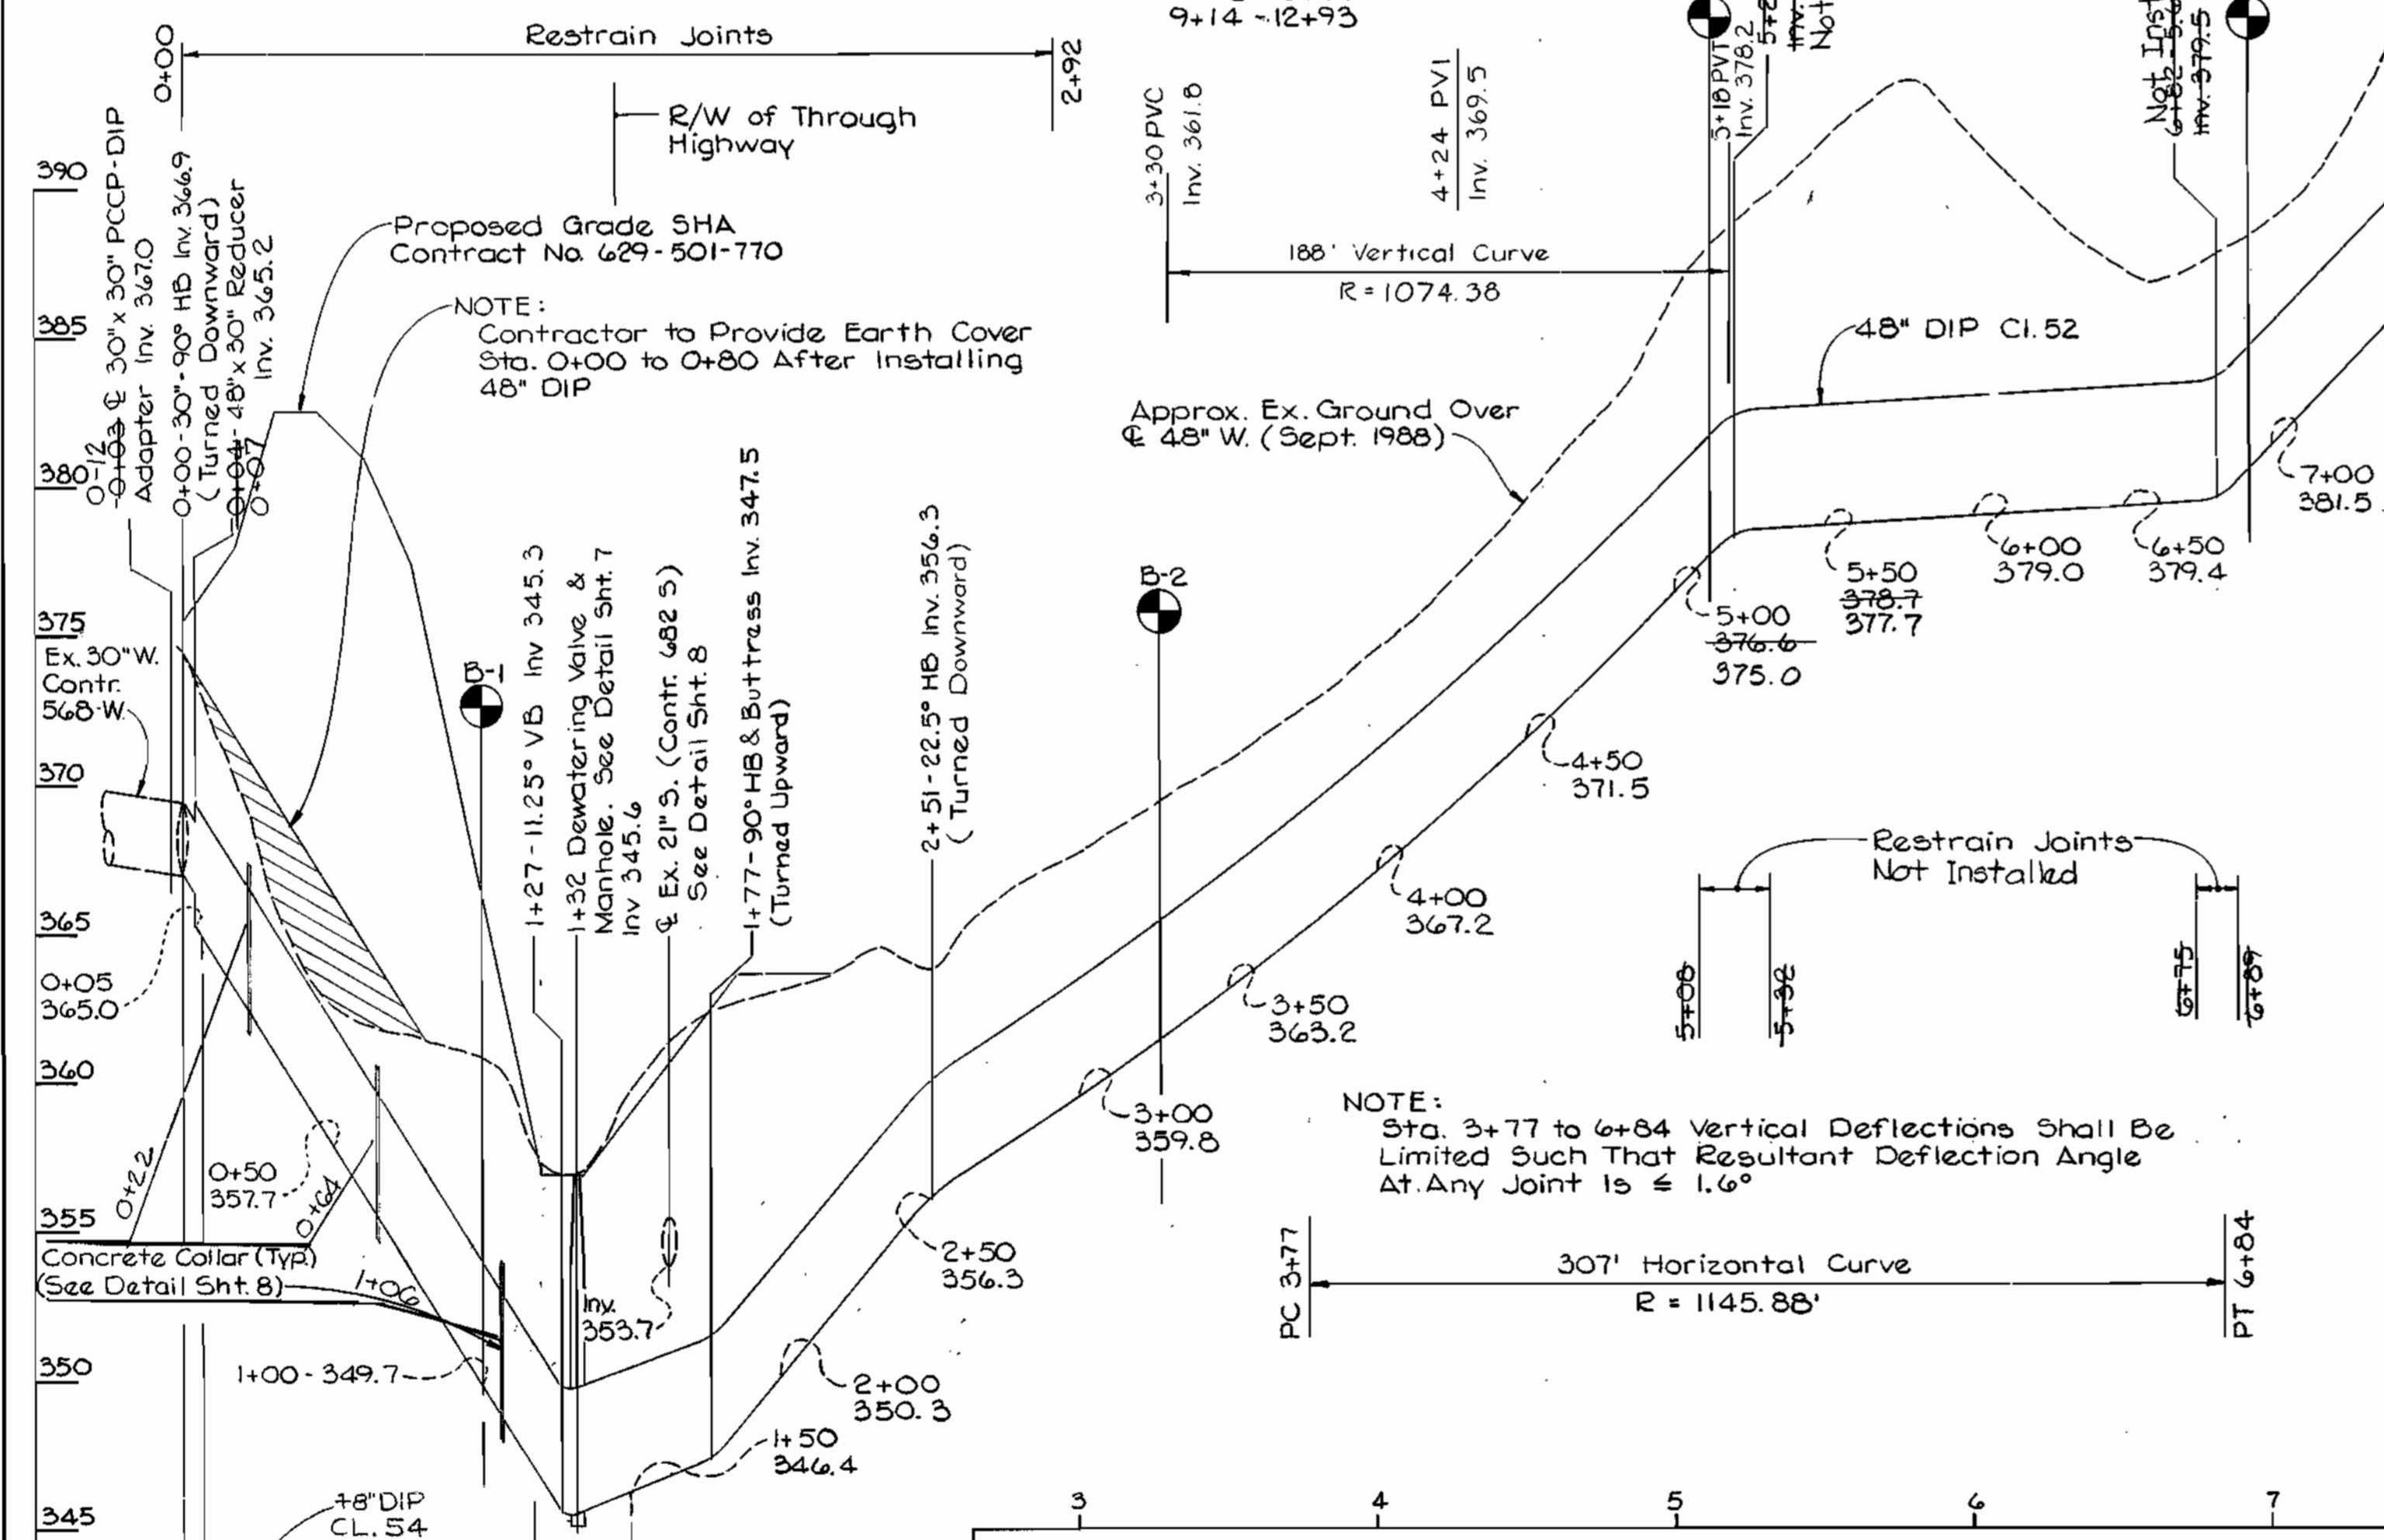 9+14 - 12+93
0+00
Restrain Joints
2+92
R/W of Through
Highway
Proposed Grade SHA
Contract No. 629-501-770
NOTE:
Contractor to Provide Earth Cover
Sta. 0+00 to 0+80 After Installing
48" DIP
0-12
0+03 ℄ 30"x 30" PCCP-DIP
Adapter Inv. 367.0
0+00-30"-90° HB Inv. 366.9
(Turned Downward)
0+04-48"x30" Reducer
0+07
Inv. 365.2
3+30 PVC
Inv. 361.8
4+24 PVI
Inv. 369.5
5+18 PVT
Inv. 378.2
188' Vertical Curve
R = 1074.38
Inv. 379.5
48" DIP Cl. 52
Approx. Ex. Ground Over
℄ 48" W. (Sept. 1988)
390
385
380
375
370
365
360
355
350
345
Ex. 30" W.
Contr.
568-W.
B-1
B-2
1+27-11.25° VB Inv 345.3
1+32 Dewatering Valve &
Manhole. See Detail Sht. 7
Inv 345.6
℄ Ex. 21" S. (Contr. 682 S)
See Detail Sht. 8
1+77-90° HB & Buttress Inv. 347.5
(Turned Upward)
2+51-22.5° HB Inv. 356.3
(Turned Downward)
7+00
381.5
6+50
379.4
6+00
379.0
5+50
378.7
377.7
5+00
376.6
375.0
4+50
371.5
4+00
367.2
3+50
363.2
3+00
359.8
2+50
356.3
2+00
350.3
1+50
346.4
Restrain Joints
Not Installed
5+08
5+32
6+75
6+89
0+05
365.0
0+22
0+50
357.7
0+64
Concrete Collar (Typ.)
(See Detail Sht. 8)
1+06
1+00-349.7
Inv.
353.7
NOTE:
Sta. 3+77 to 6+84 Vertical Deflections Shall Be
Limited Such That Resultant Deflection Angle
At Any Joint Is ≤ 1.6°
PC 3+77
307' Horizontal Curve
R = 1145.88'
PT 6+84
48" DIP
CL. 54
3
4
5
6
7